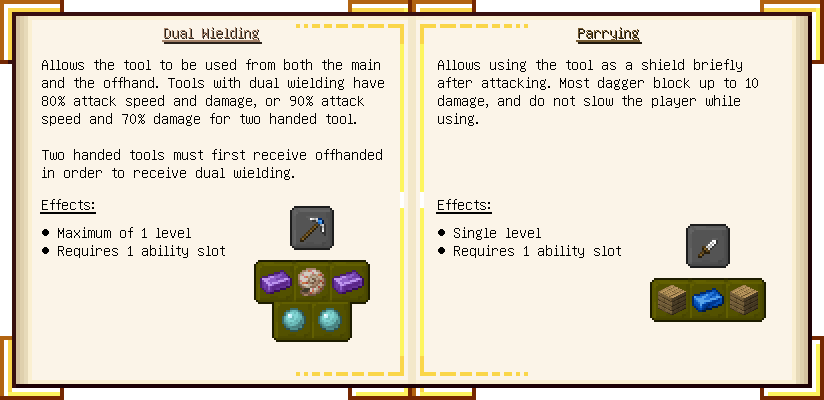 Dual Wielding
Allows the tool to be used from both the main
and the offhand. Tools with dual wielding have
80% attack speed and damage, or 90% attack
speed and 70% damage for two handed tool.
Two handed tools must first receive offhanded
in order to receive dual wielding.
Effects:
● Maximum of 1 level
● Requires 1 ability slot
Parrying
Allows using the tool as a shield briefly
after attacking. Most dagger block up to 10
damage, and do not slow the player while
using.
Effects:
● Single level
● Requires 1 ability slot